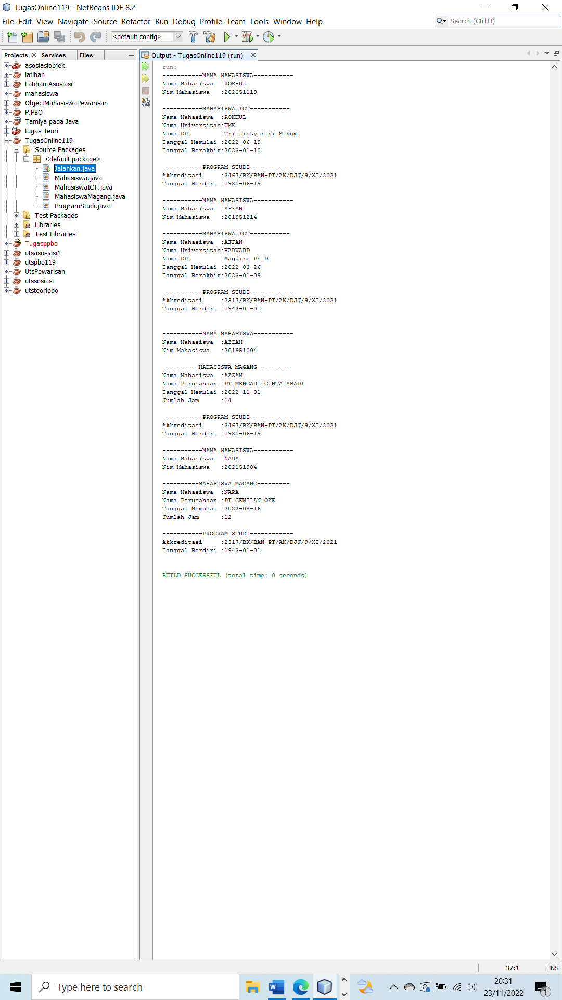 TugasOnline119 - NetBeans IDE 8.2
File Edit View Navigate Source Refactor Run Debug Profile Team Tools Window Help
Search (Ctrl+I)
<default config>
Projects Services Files
asosiasiobjek
latihan
Latihan Asosiasi
mahasiswa
ObjectMahasiswaPewarisan
P.PBO
Tamiya pada Java
tugas_teori
TugasOnline119
Source Packages
<default package>
Jalankan.java
Mahasiswa.java
MahasiswaICT.java
MahasiswaMagang.java
ProgramStudi.java
Test Packages
Libraries
Test Libraries
Tugasppbo
utsasosiasi1
utspbo119
UtsPewarisan
utssosiasi
utsteoripbo
Output - TugasOnline119 (run)
run:
-----------NAMA MAHASISWA-----------
Nama Mahasiswa  :ROKHUL
Nim Mahasiswa   :202051119
-----------MAHASISWA ICT-----------
Nama Mahasiswa  :ROKHUL
Nama Universitas:UMK
Nama DPL        :Tri Listyorini M.Kom
Tanggal Memulai :2022-06-19
Tanggal Berakhir:2023-01-10
-----------PROGRAM STUDI------------
Akkreditasi     :3467/BK/BAN-PT/AK/DJJ/9/XI/2021
Tanggal Berdiri :1980-06-19
-----------NAMA MAHASISWA-----------
Nama Mahasiswa  :AFFAN
Nim Mahasiswa   :201951214
-----------MAHASISWA ICT-----------
Nama Mahasiswa  :AFFAN
Nama Universitas:HARVARD
Nama DPL        :Maquire Ph.D
Tanggal Memulai :2022-03-26
Tanggal Berakhir:2023-01-09
-----------PROGRAM STUDI------------
Akkreditasi     :2317/BK/BAN-PT/AK/DJJ/9/XI/2021
Tanggal Berdiri :1943-01-01
-----------NAMA MAHASISWA-----------
Nama Mahasiswa  :AZZAM
Nim Mahasiswa   :201951004
----------MAHASISWA MAGANG---------
Nama Mahasiswa  :AZZAM
Nama Perusahaan :PT.MENCARI CINTA ABADI
Tanggal Memulai :2022-11-01
Jumlah Jam      :14
-----------PROGRAM STUDI------------
Akkreditasi     :3467/BK/BAN-PT/AK/DJJ/9/XI/2021
Tanggal Berdiri :1980-06-19
-----------NAMA MAHASISWA-----------
Nama Mahasiswa  :NARA
Nim Mahasiswa   :202151984
----------MAHASISWA MAGANG---------
Nama Mahasiswa  :NARA
Nama Perusahaan :PT.CEMILAN OKE
Tanggal Memulai :2022-08-16
Jumlah Jam      :12
-----------PROGRAM STUDI------------
Akkreditasi     :2317/BK/BAN-PT/AK/DJJ/9/XI/2021
Tanggal Berdiri :1943-01-01
BUILD SUCCESSFUL (total time: 0 seconds)
37:1 INS
Type here to search
20:31
23/11/2022
1